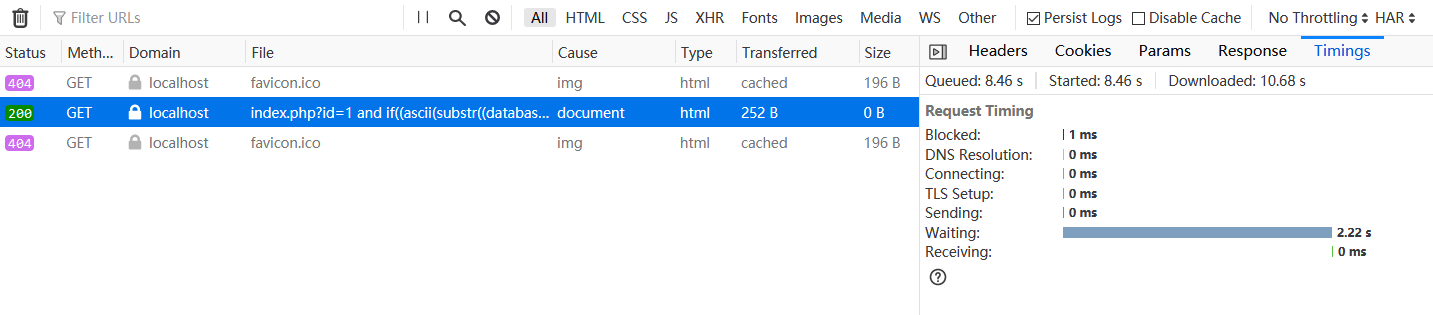 Filter URLs All HTML CSS JS XHR Fonts Images Media WS Other Persist Logs Disable Cache No Throttling HAR
Status Meth... Domain File Cause Type Transferred Size
404 GET localhost favicon.ico img html cached 196 B
200 GET localhost index.php?id=1 and if((ascii(substr((databas... document html 252 B 0 B
404 GET localhost favicon.ico img html cached 196 B
Headers Cookies Params Response Timings
Queued: 8.46 s Started: 8.46 s Downloaded: 10.68 s
Request Timing
Blocked: 1 ms
DNS Resolution: 0 ms
Connecting: 0 ms
TLS Setup: 0 ms
Sending: 0 ms
Waiting: 2.22 s
Receiving: 0 ms